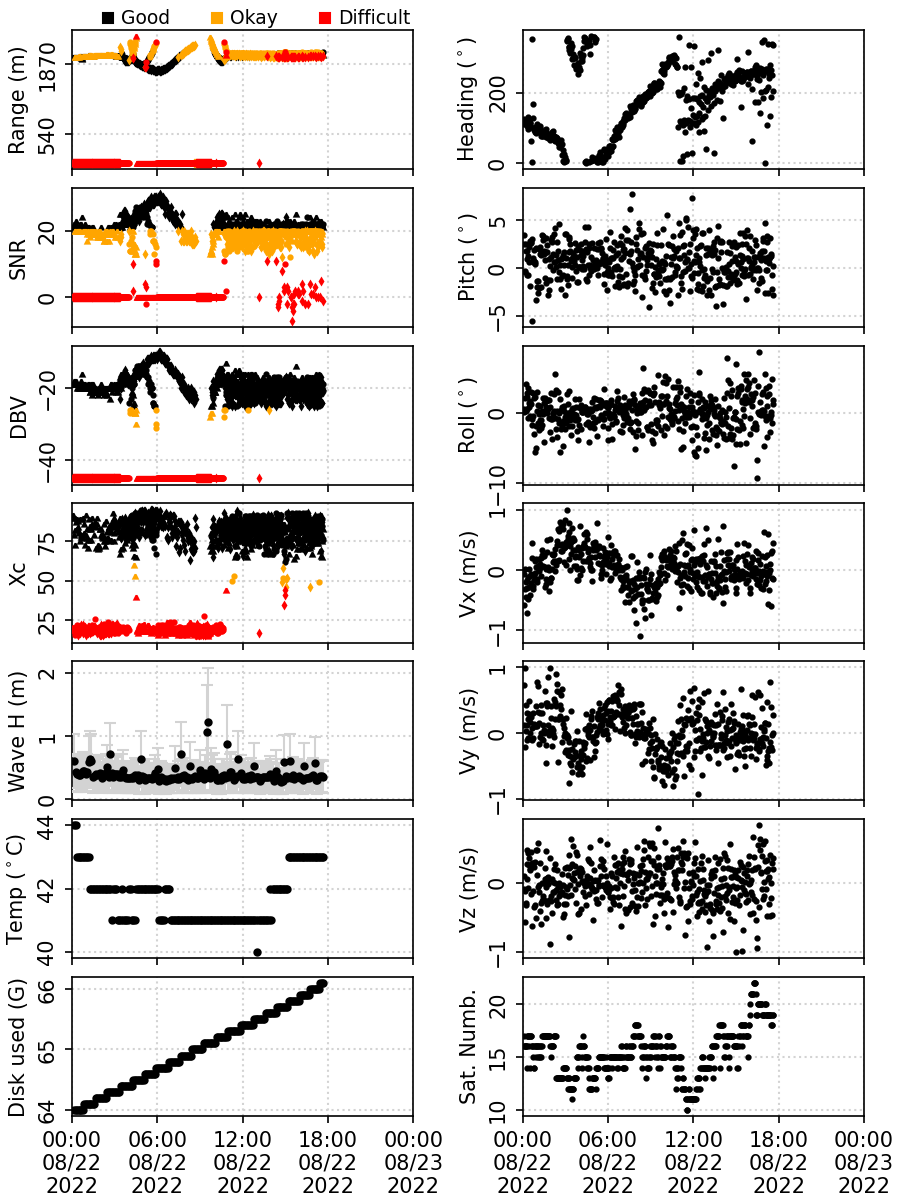 Good Okay Difficult
Range (m)
1870
540
Heading (°)
200
0
SNR
20
0
Pitch (°)
5
0
−5
DBV
−20
−40
Roll (°)
0
−10
Xc
75
50
25
Vx (m/s)
1
0
−1
Wave H (m)
2
1
0
Vy (m/s)
1
0
−1
Temp (°C)
44
42
40
Vz (m/s)
0
−1
Disk used (G)
66
65
64
Sat. Numb.
20
15
10
00:00 06:00 12:00 18:00 00:00
08/22 08/22 08/22 08/22 08/23
2022 2022 2022 2022 2022
00:00 06:00 12:00 18:00 00:00
08/22 08/22 08/22 08/22 08/23
2022 2022 2022 2022 2022